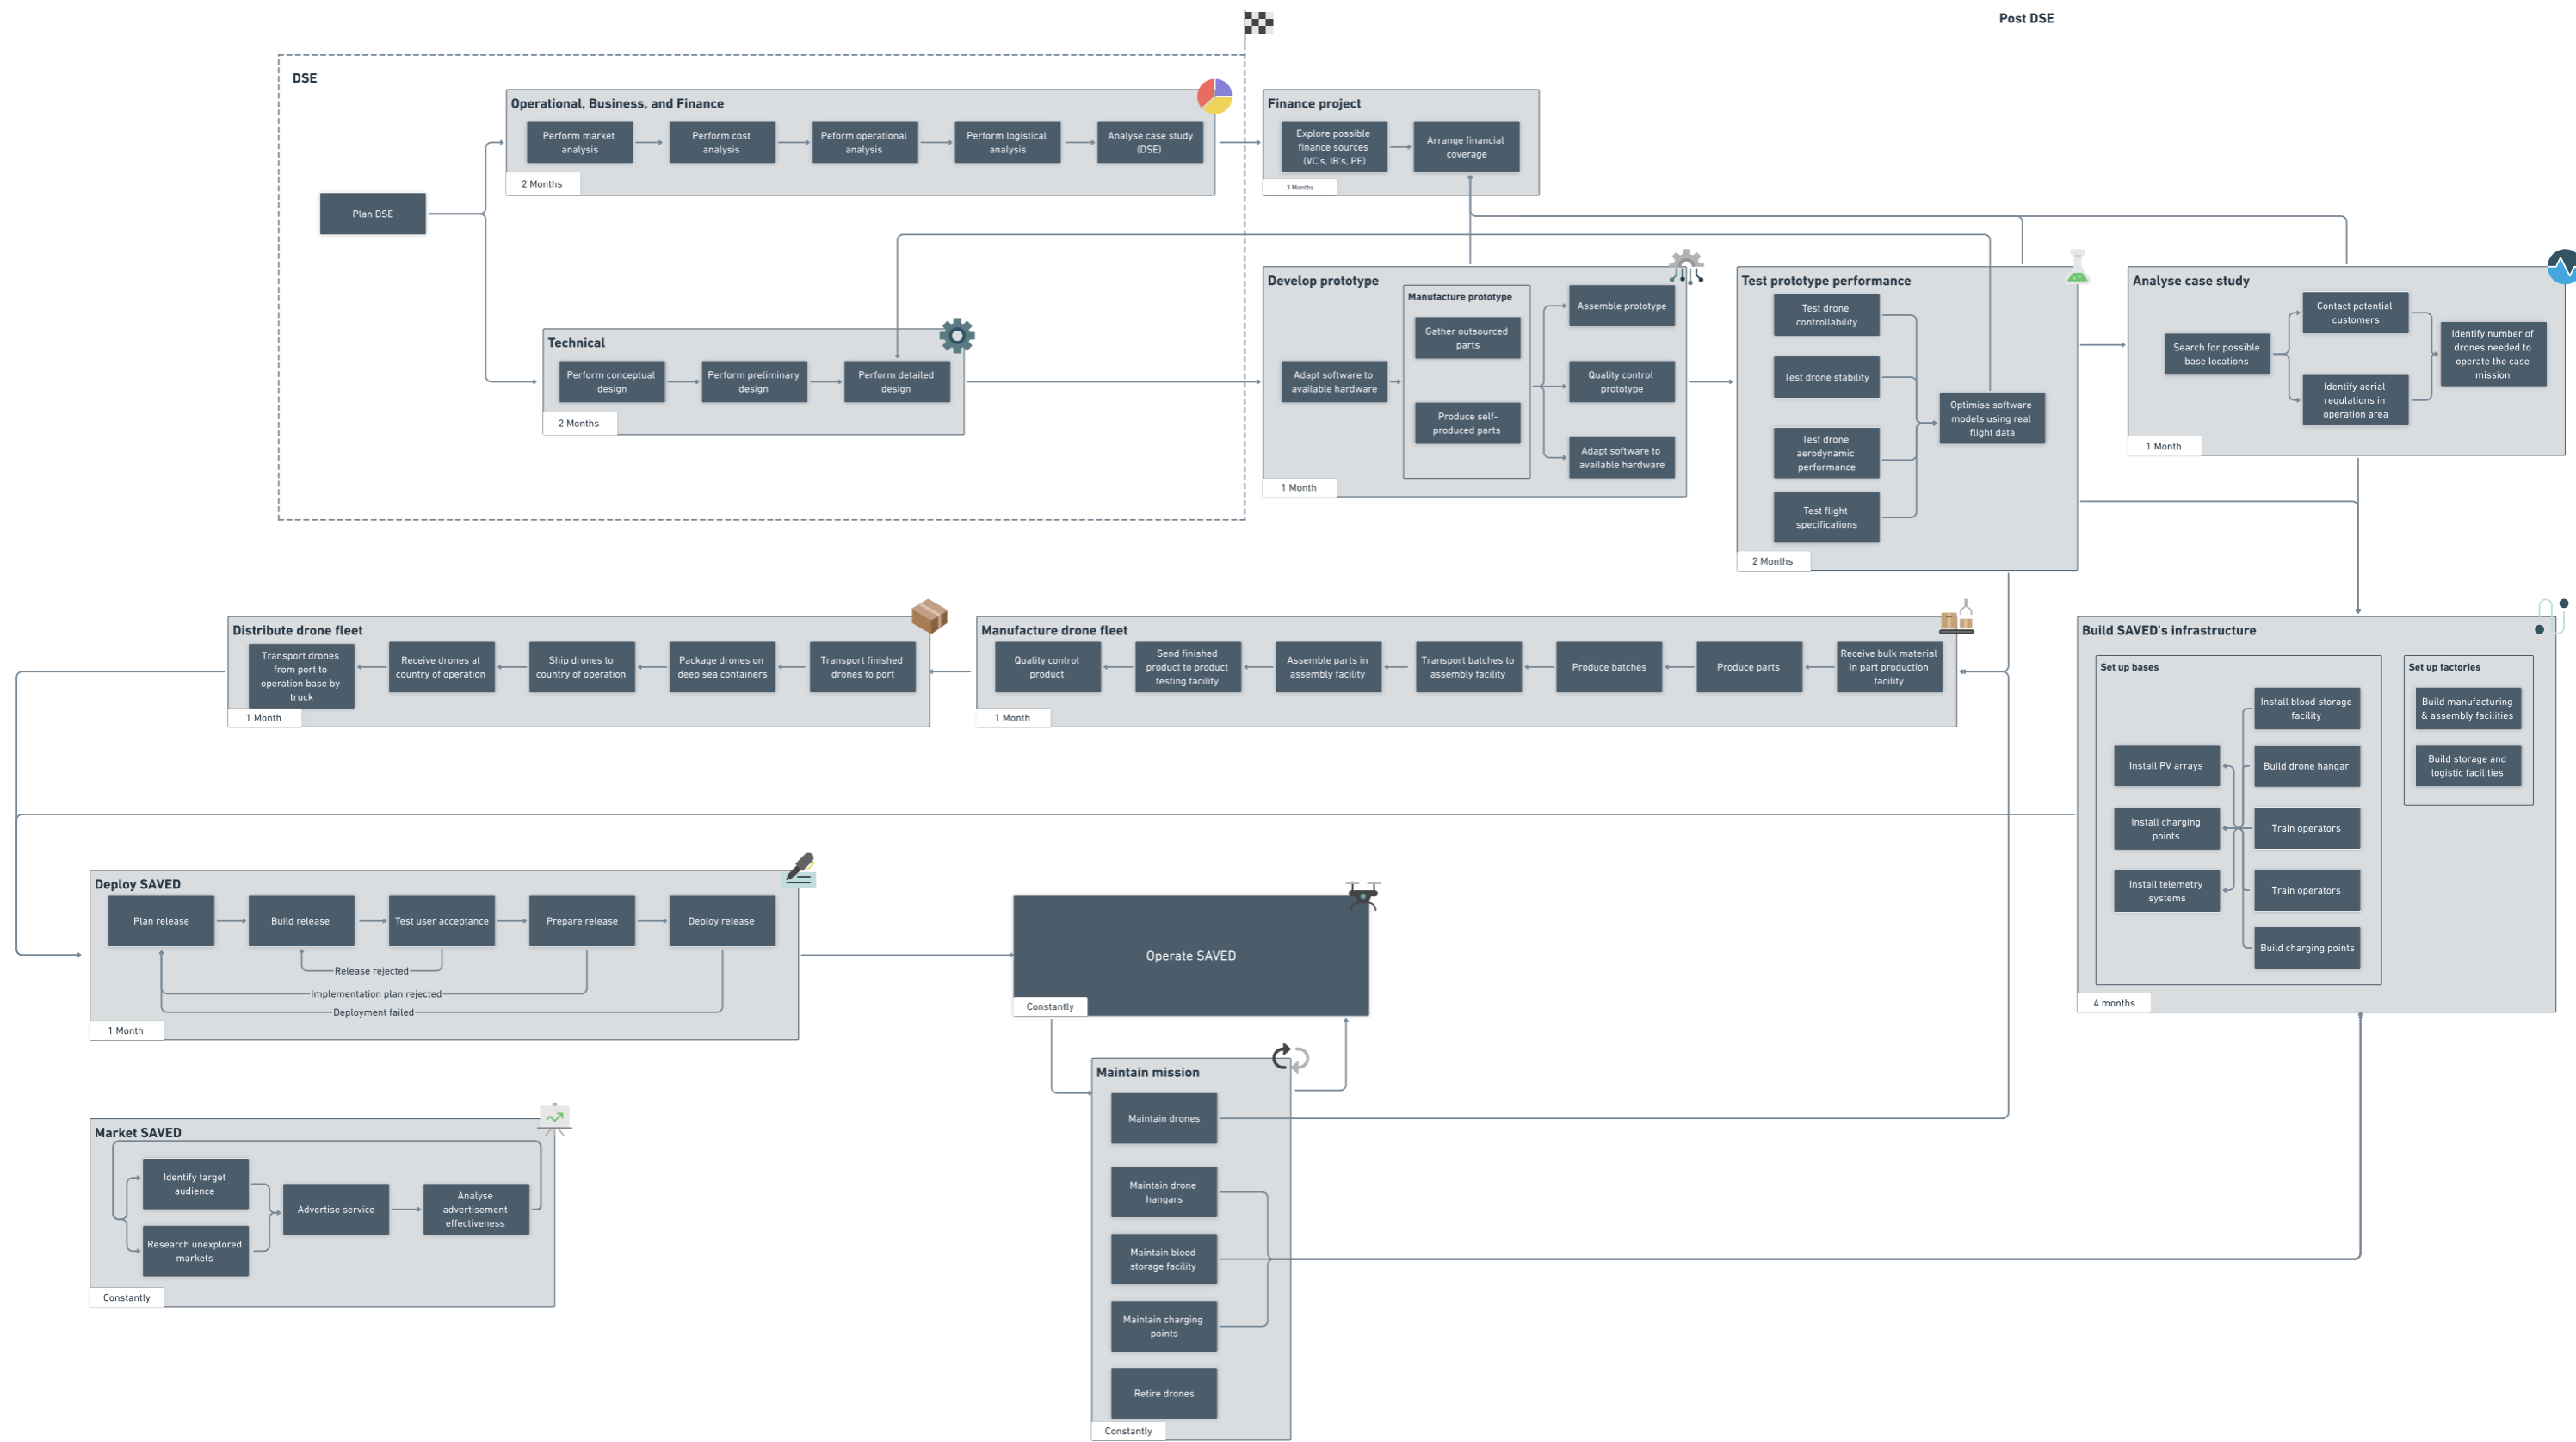 Post DSE
DSE
Operational, Business, and Finance
Perform market
analysis
Perform cost
analysis
Peform operational
analysis
Perform logistical
analysis
Analyse case study
(DSE)
2 Months
Finance project
Explore possible
finance sources
(VC's, IB's, PE)
Arrange financial
coverage
3 Months
Plan DSE
Technical
Perform conceptual
design
Perform preliminary
design
Perform detailed
design
2 Months
Develop prototype
Adapt software to
available hardware
Manufacture prototype
Gather outsourced
parts
Produce self-
produced parts
Assemble prototype
Quality control
prototype
Adapt software to
available hardware
1 Month
Test prototype performance
Test drone
controllability
Test drone stability
Test drone
aerodynamic
performance
Test flight
specifications
Optimise software
models using real
flight data
2 Months
Analyse case study
Search for possible
base locations
Contact potential
customers
Identify aerial
regulations in
operation area
Identify number of
drones needed to
operate the case
mission
1 Month
Distribute drone fleet
Transport drones
from port to
operation base by
truck
Receive drones at
country of operation
Ship drones to
country of operation
Package drones on
deep sea containers
Transport finished
drones to port
1 Month
Manufacture drone fleet
Quality control
product
Send finished
product to product
testing facility
Assemble parts in
assembly facility
Transport batches to
assembly facility
Produce batches
Produce parts
Receive bulk material
in part production
facility
1 Month
Build SAVED's infrastructure
Set up bases
Install PV arrays
Install charging
points
Install telemetry
systems
Install blood storage
facility
Build drone hangar
Train operators
Train operators
Build charging points
Set up factories
Build manufacturing
& assembly facilities
Build storage and
logistic facilities
4 months
Deploy SAVED
Plan release
Build release
Test user acceptance
Prepare release
Deploy release
Release rejected
Implementation plan rejected
Deployment failed
1 Month
Operate SAVED
Constantly
Maintain mission
Maintain drones
Maintain drone
hangars
Maintain blood
storage facility
Maintain charging
points
Retire drones
Constantly
Market SAVED
Identify target
audience
Research unexplored
markets
Advertise service
Analyse
advertisement
effectiveness
Constantly